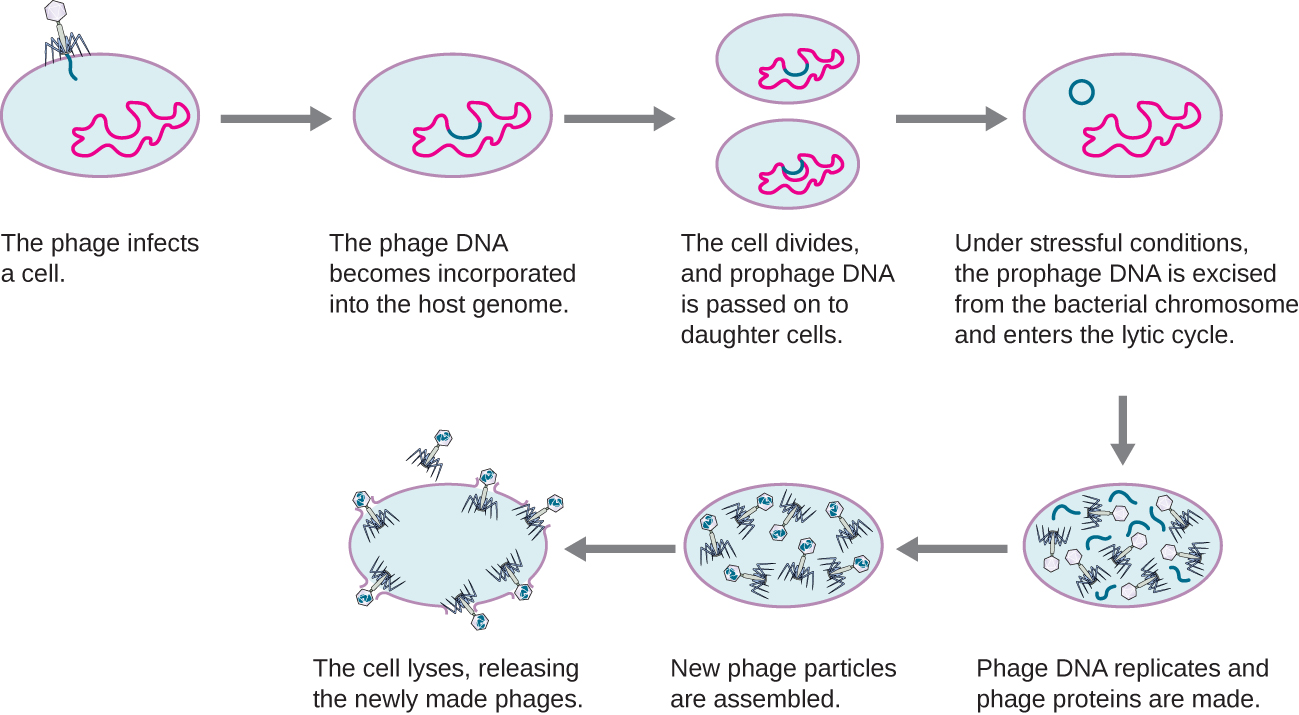 The phage infects
a cell.
The phage DNA
becomes incorporated
into the host genome.
The cell divides,
and prophage DNA
is passed on to
daughter cells.
Under stressful conditions,
the prophage DNA is excised
from the bacterial chromosome
and enters the lytic cycle.
The cell lyses, releasing
the newly made phages.
New phage particles
are assembled.
Phage DNA replicates and
phage proteins are made.